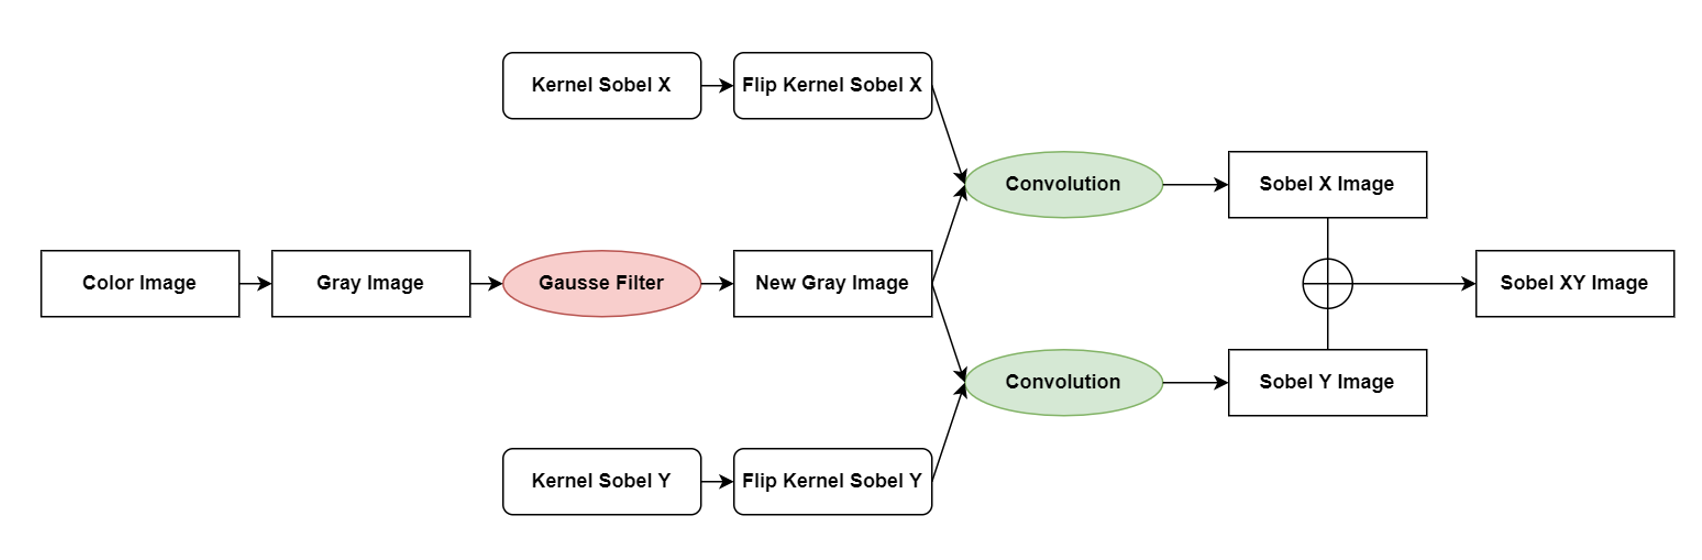 Kernel Sobel X
Flip Kernel Sobel X
Convolution
Sobel X Image
Color Image
Gray Image
Gausse Filter
New Gray Image
Sobel XY Image
Convolution
Sobel Y Image
Kernel Sobel Y
Flip Kernel Sobel Y